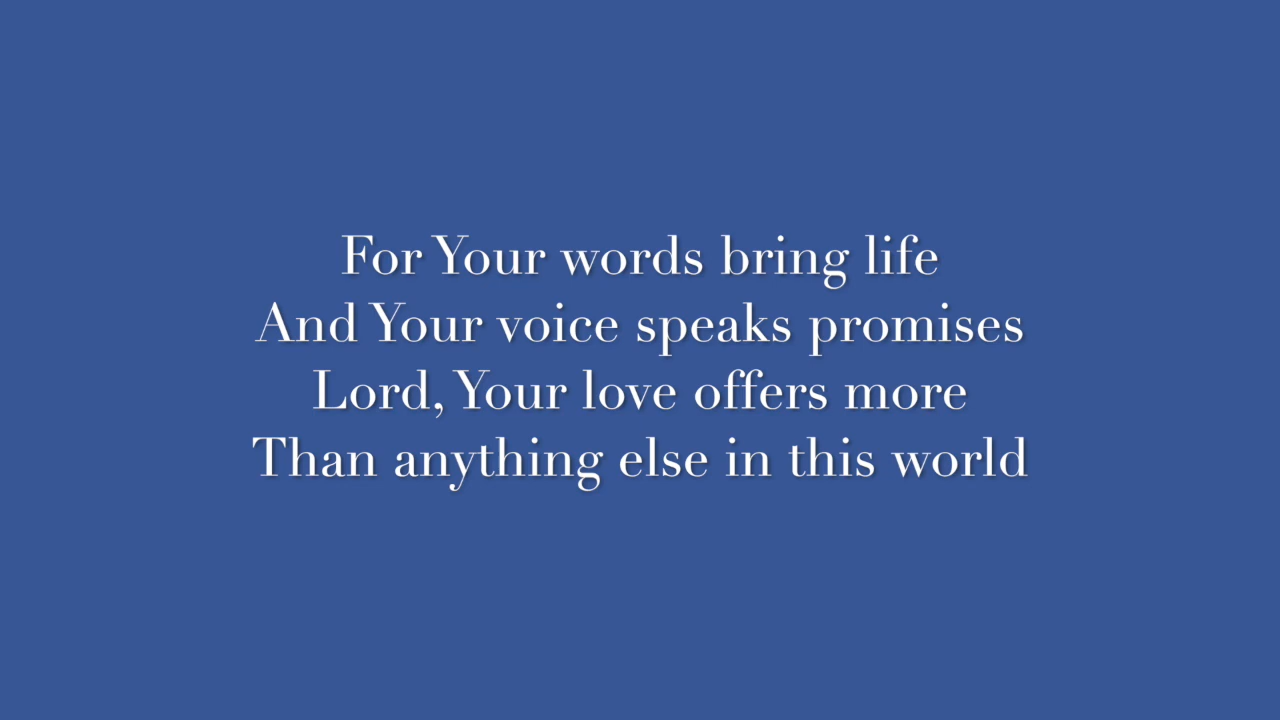 For Your words bring life
And Your voice speaks promises
Lord, Your love offers more
Than anything else in this world